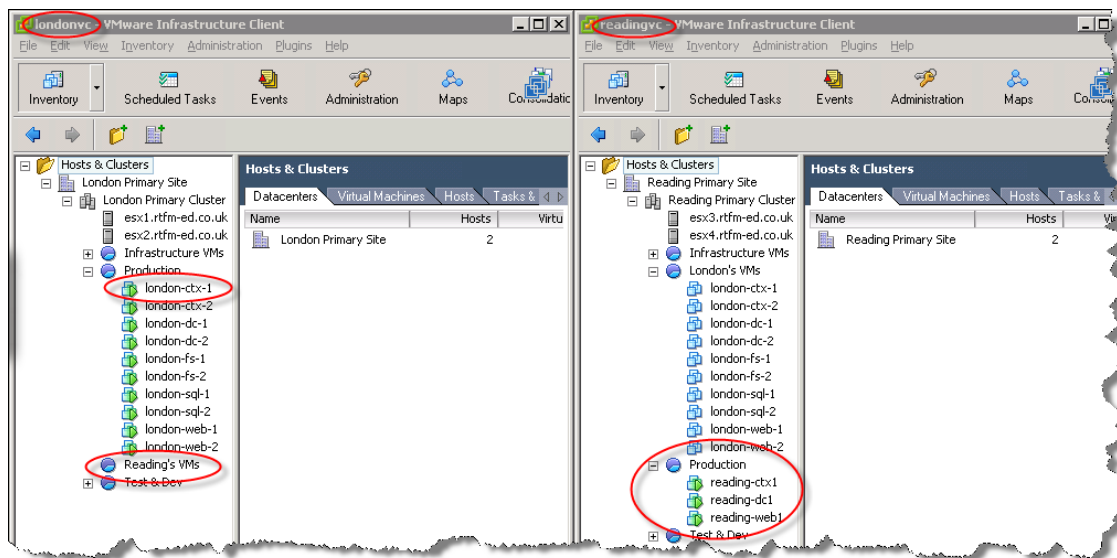 londonvc - VMware Infrastructure Client
File Edit View Inventory Administration Plugins Help
Inventory Scheduled Tasks Events Administration Maps
Hosts & Clusters
London Primary Site
London Primary Cluster
esx1.rtfm-ed.co.uk
esx2.rtfm-ed.co.uk
Infrastructure VMs
Production
london-ctx-1
london-ctx-2
london-dc-1
london-dc-2
london-fs-1
london-fs-2
london-sql-1
london-sql-2
london-web-1
london-web-2
Reading's VMs
Test & Dev
Hosts & Clusters
Datacenters Virtual Machines Hosts Tasks &
Name Hosts Virtu
London Primary Site 2
readingvc - VMware Infrastructure Client
File Edit View Inventory Administration Plugins Help
Inventory Scheduled Tasks Events Administration Maps
Hosts & Clusters
Reading Primary Site
Reading Primary Cluster
esx3.rtfm-ed.co.uk
esx4.rtfm-ed.co.uk
Infrastructure VMs
London's VMs
london-ctx-1
london-ctx-2
london-dc-1
london-dc-2
london-fs-1
london-fs-2
london-sql-1
london-sql-2
london-web-1
london-web-2
Production
reading-ctx1
reading-dc1
reading-web1
Test & Dev
Hosts & Clusters
Datacenters Virtual Machines Hosts Tasks &
Name Hosts
Reading Primary Site 2